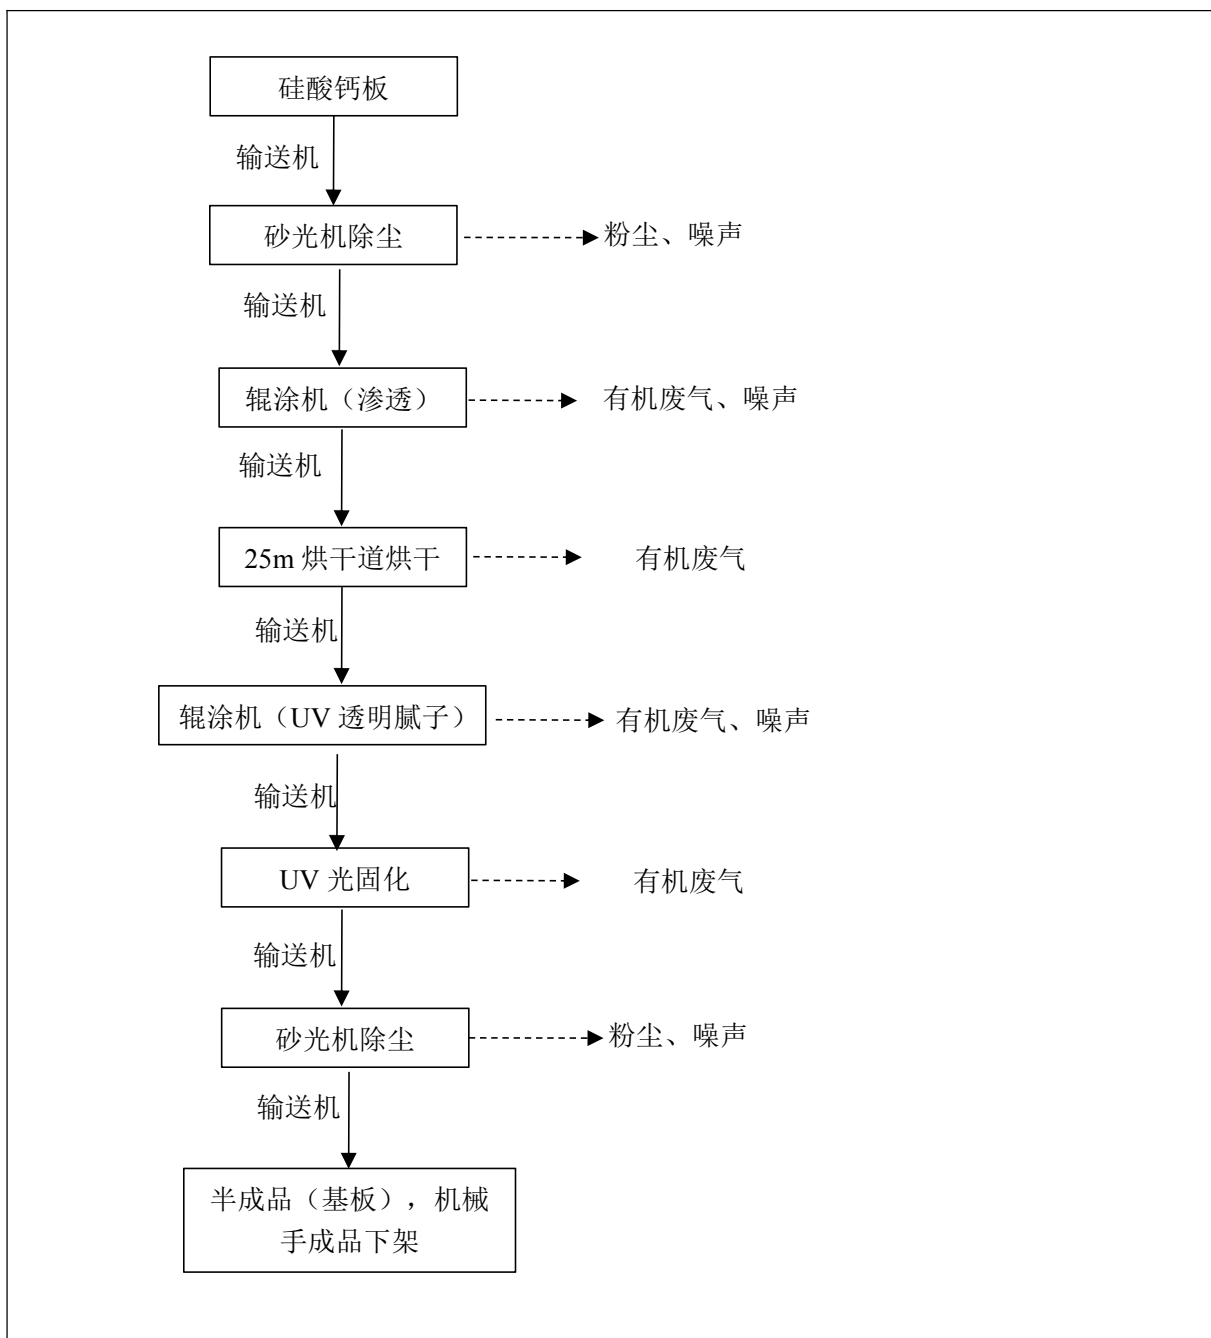 硅酸钙板
输送机
砂光机除尘
粉尘、噪声
输送机
辊涂机（渗透）
有机废气、噪声
输送机
25m 烘干道烘干
有机废气
输送机
辊涂机（UV 透明腻子）
有机废气、噪声
输送机
UV 光固化
有机废气
输送机
砂光机除尘
粉尘、噪声
输送机
半成品（基板），机械
手成品下架